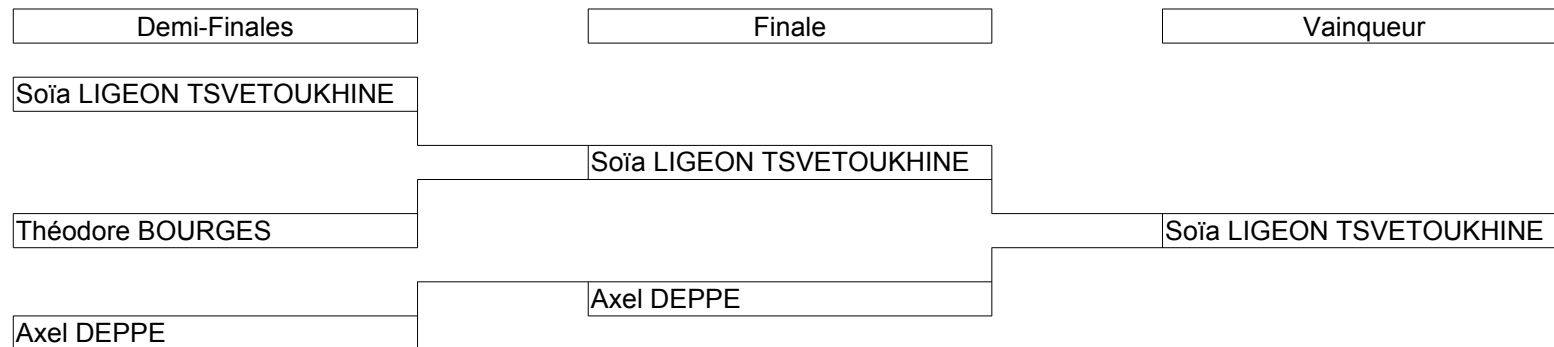 Demi-Finales
Finale
Vainqueur
Soïa LIGEON TSVETOUKHINE
Soïa LIGEON TSVETOUKHINE
Théodore BOURGES
Soïa LIGEON TSVETOUKHINE
Axel DEPPE
Axel DEPPE